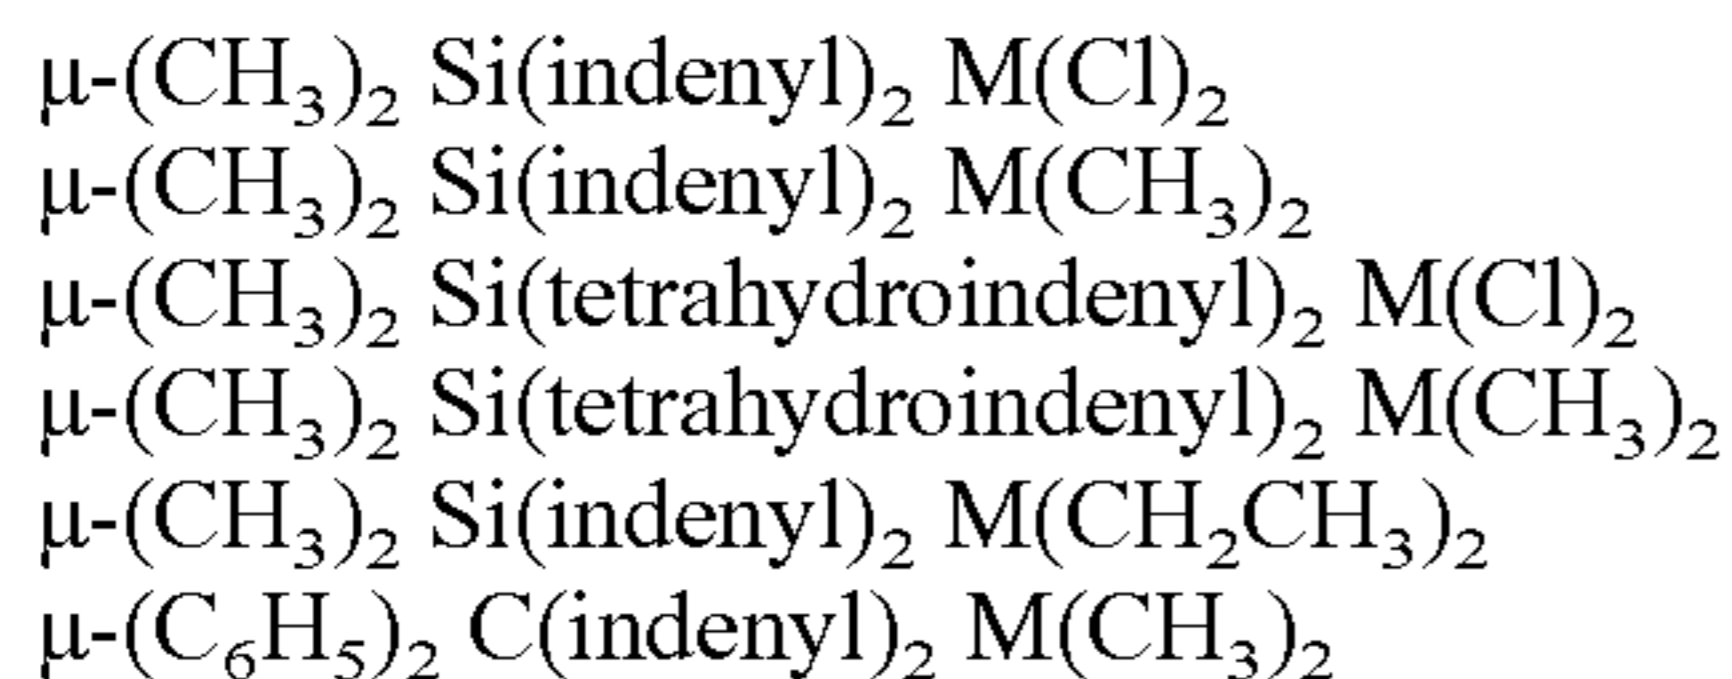 μ-(CH₃)₂ Si(indenyl)₂ M(Cl)₂
μ-(CH₃)₂ Si(indenyl)₂ M(CH₃)₂
μ-(CH₃)₂ Si(tetrahydroindenyl)₂ M(Cl)₂
μ-(CH₃)₂ Si(tetrahydroindenyl)₂ M(CH₃)₂
μ-(CH₃)₂ Si(indenyl)₂ M(CH₂CH₃)₂
μ-(C₆H₅)₂ C(indenyl)₂ M(CH₃)₂